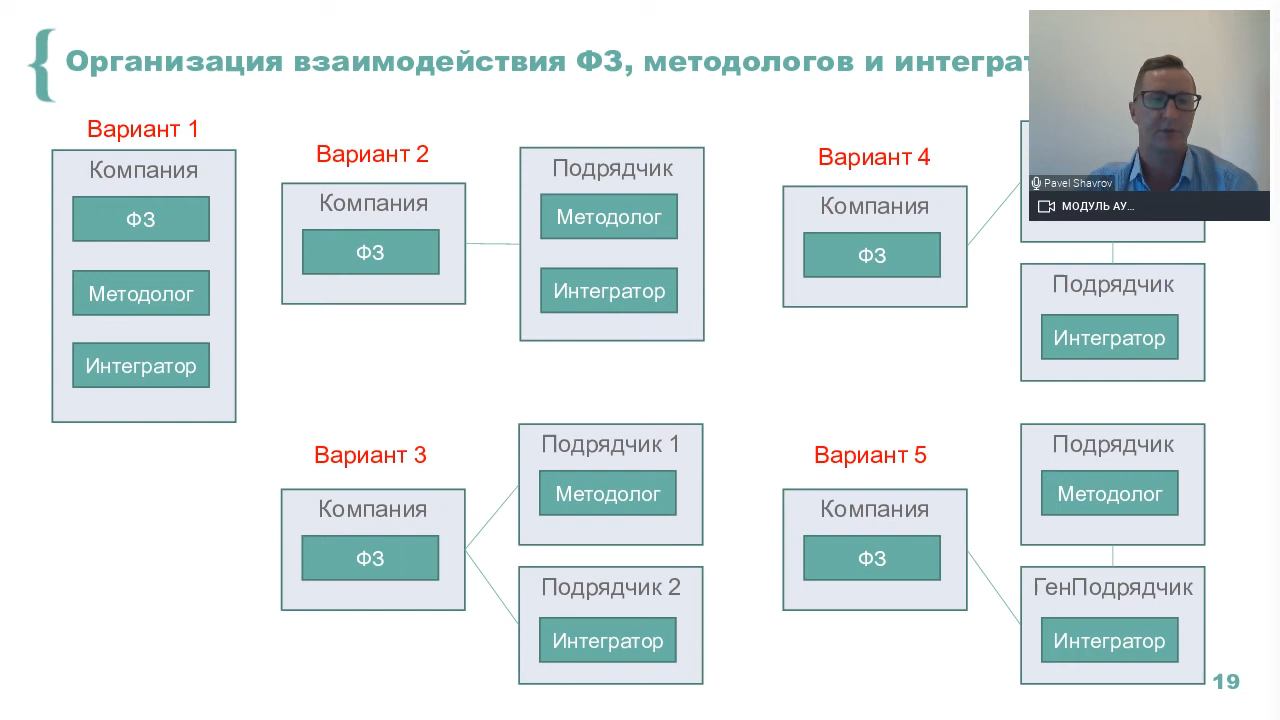 Организация взаимодействия ФЗ, методологов и
Вариант 1
Компания
ФЗ
Методолог
Интегратор
Вариант 2
Компания
ФЗ
Подрядчик
Методолог
Интегратор
Вариант 4
Компания
ФЗ
Подрядчик
Интегратор
Pavel Shavrov
МОДУЛЬ АУ...
Вариант 3
Компания
ФЗ
Подрядчик 1
Методолог
Подрядчик 2
Интегратор
Вариант 5
Компания
ФЗ
Подрядчик
Методолог
ГенПодрядчик
Интегратор
19